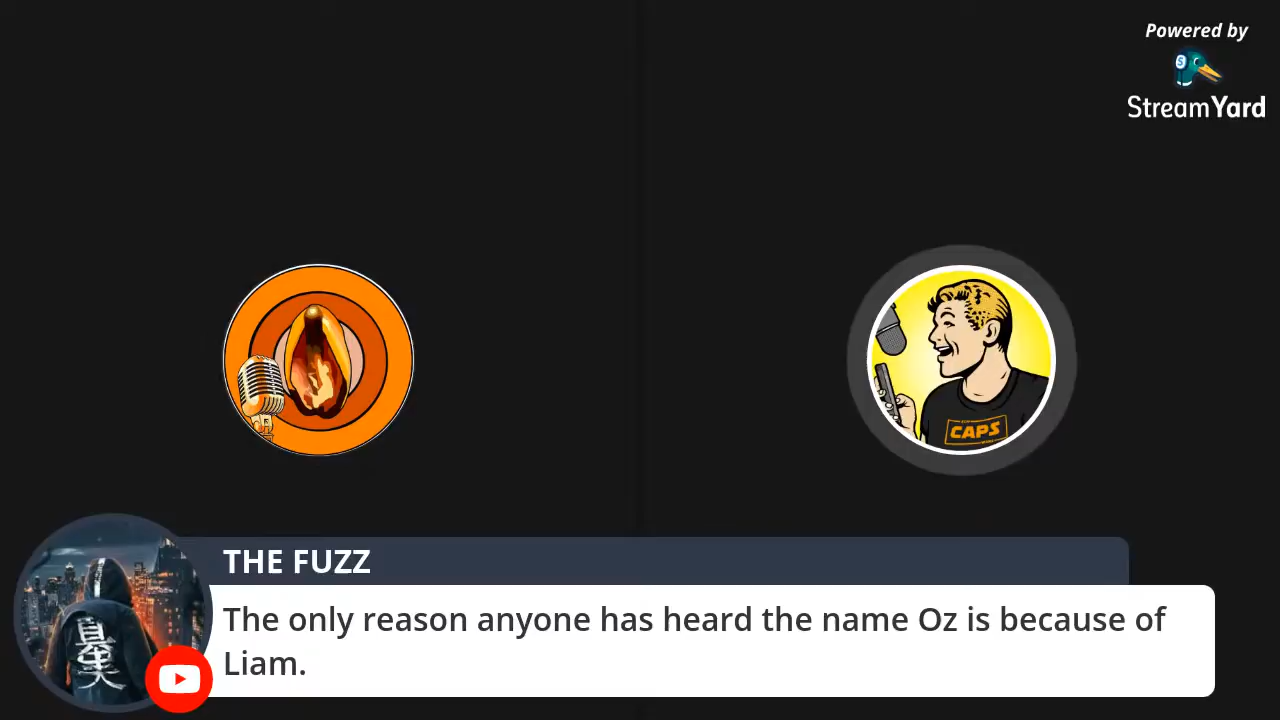 Powered by
StreamYard
CAPS
THE FUZZ
The only reason anyone has heard the name Oz is because of
Liam.